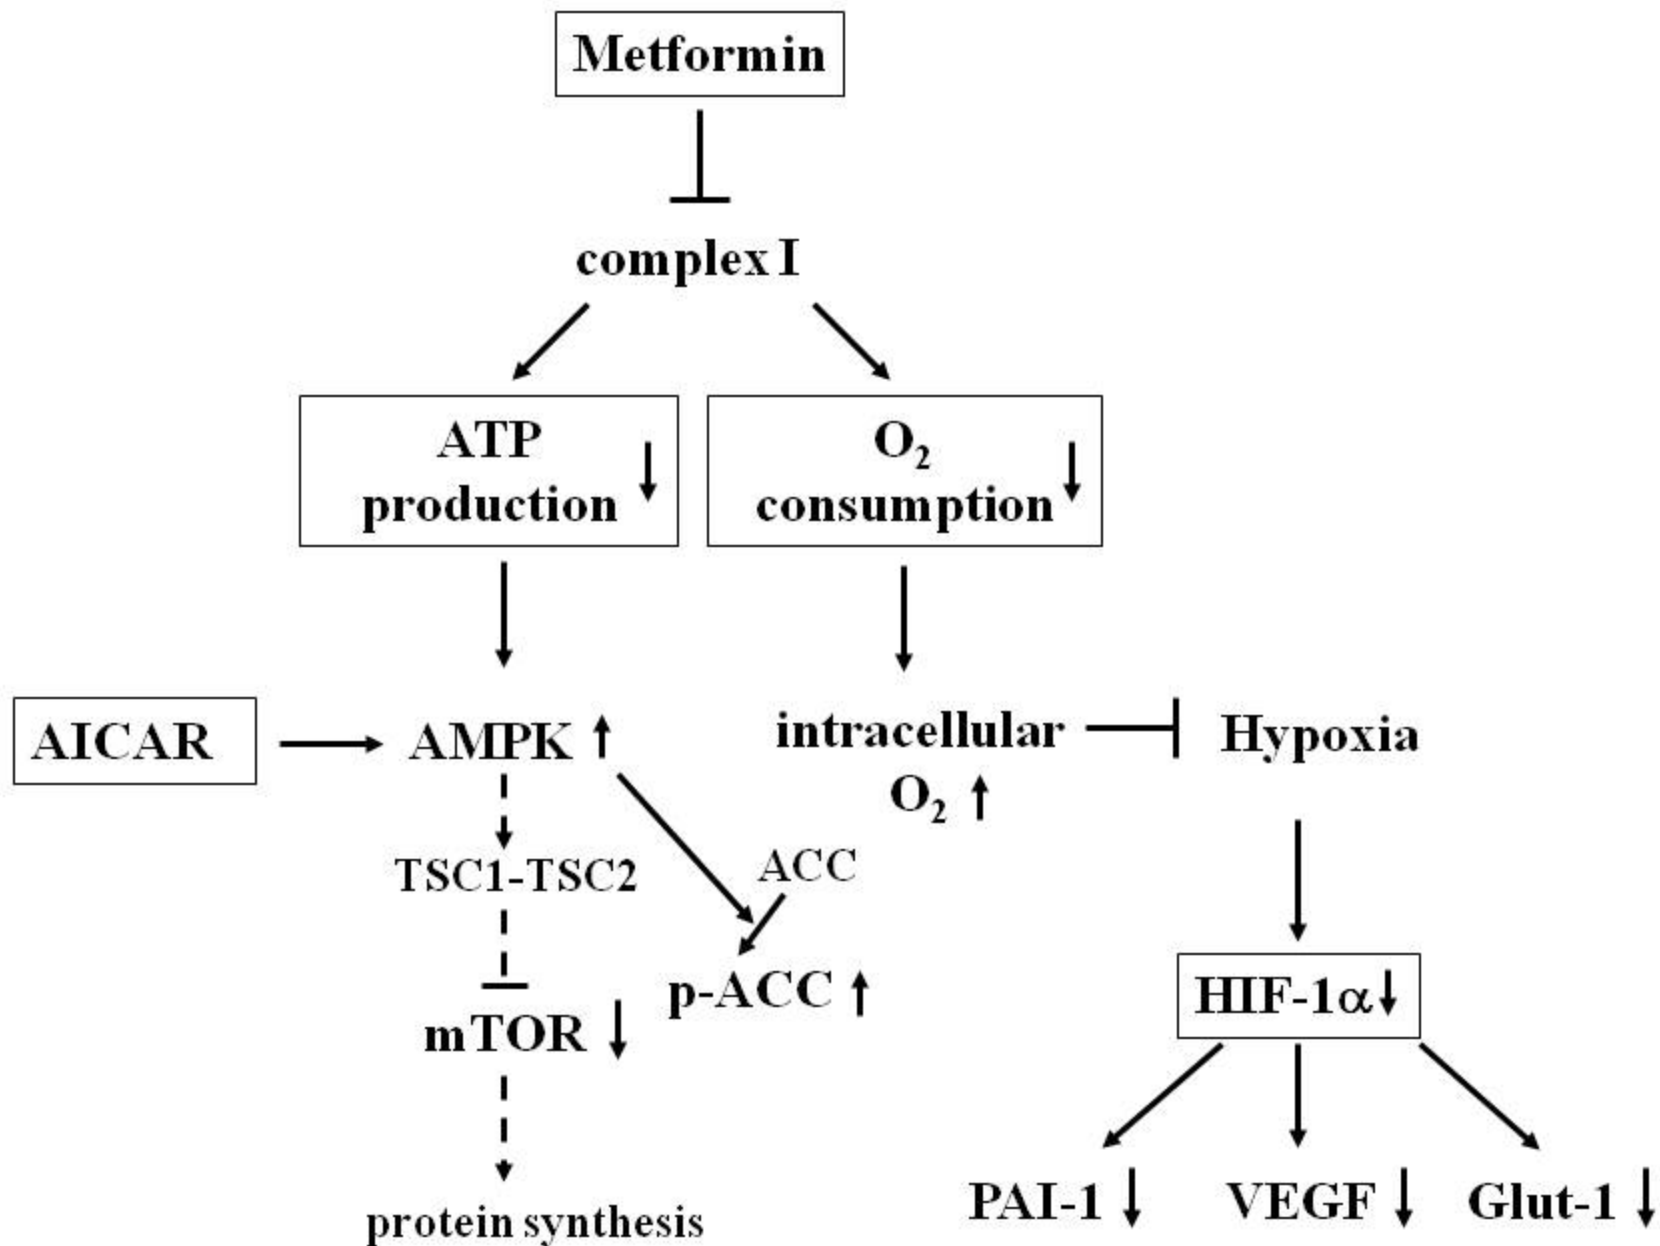 Metformin
complex I
ATP
production
O₂
consumption
AICAR
AMPK
intracellular
O₂
Hypoxia
TSC1-TSC2
ACC
p-ACC
mTOR
HIF-1α
PAI-1
VEGF
Glut-1
protein synthesis